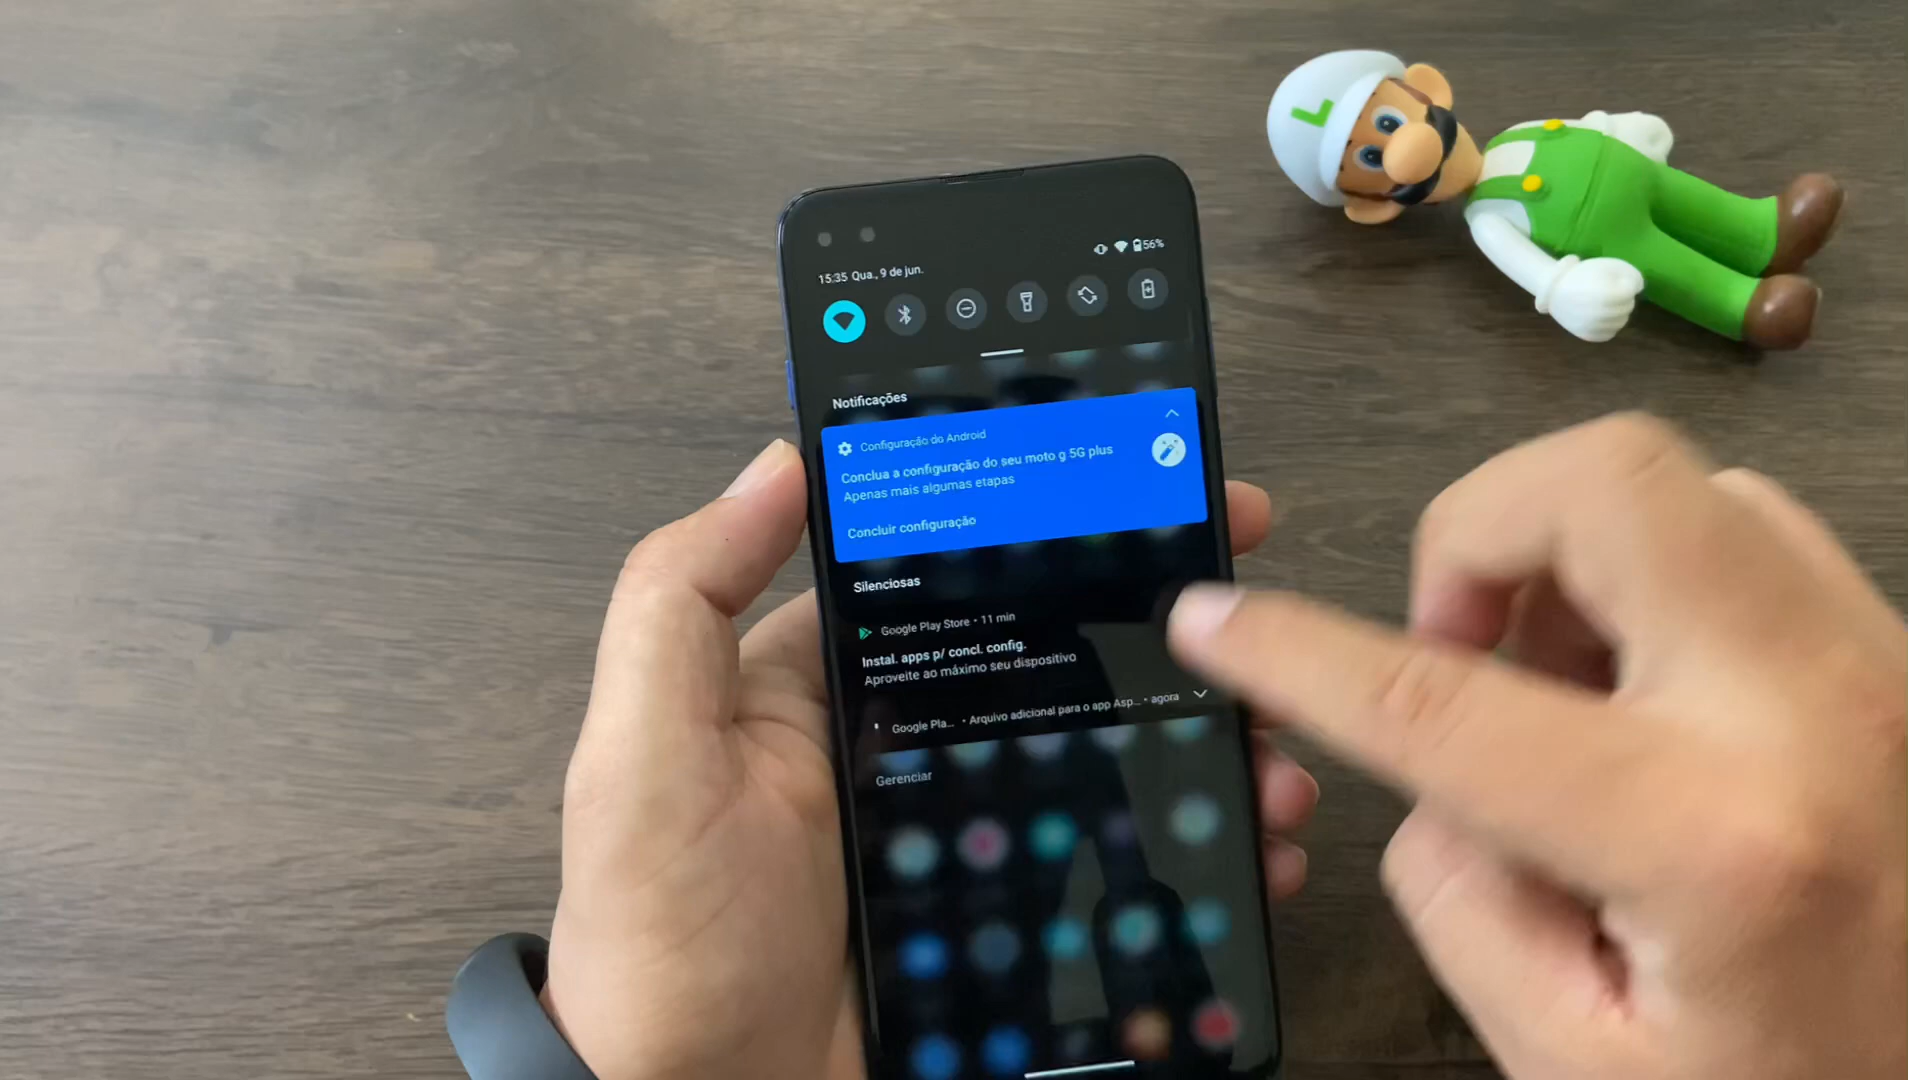 L
56%
15:35 Qua., 9 de jun.
Notificações
Configuração do Android
Conclua a configuração do seu moto g 5G plus
Apenas mais algumas etapas
Concluir configuração
Silenciosas
Google Play Store • 11 min
Instal. apps p/ concl. config.
Aproveite ao máximo seu dispositivo
Google Pla... • Arquivo adicional para o app Asp... • agora
Gerenciar